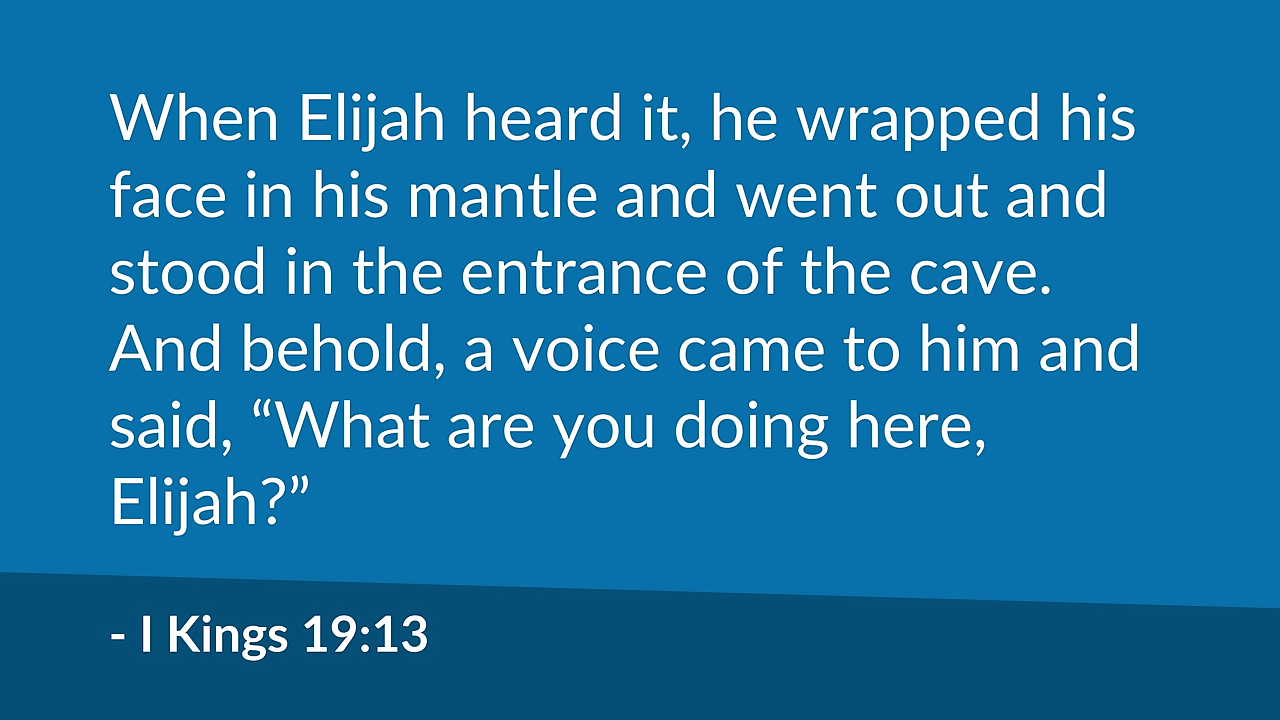 When Elijah heard it, he wrapped his
face in his mantle and went out and
stood in the entrance of the cave.
And behold, a voice came to him and
said, “What are you doing here,
Elijah?”
- I Kings 19:13